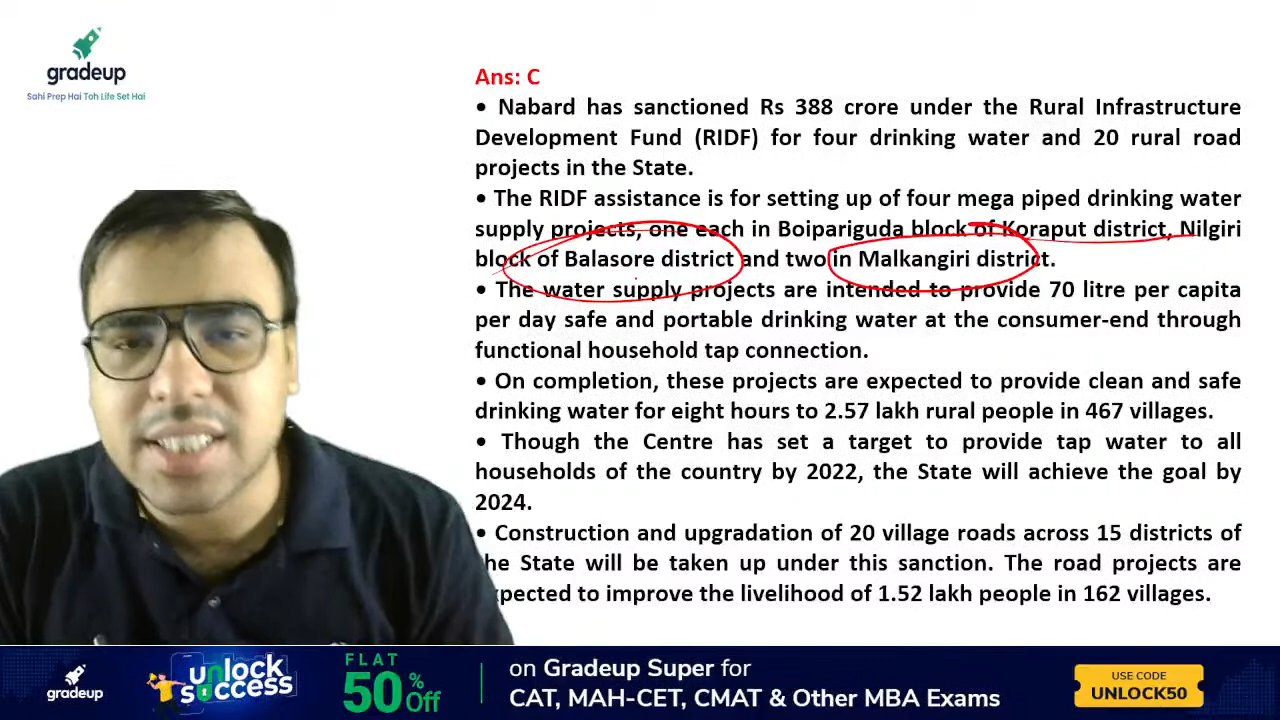 gradeup
Sahi Prep Hai Toh Life Set Hai
Ans: C
• Nabard has sanctioned Rs 388 crore under the Rural Infrastructure
Development Fund (RIDF) for four drinking water and 20 rural road
projects in the State.
• The RIDF assistance is for setting up of four mega piped drinking water
supply projects, one each in Boipariguda block of Koraput district, Nilgiri
block of Balasore district and two in Malkangiri district.
• The water supply projects are intended to provide 70 litre per capita
per day safe and portable drinking water at the consumer-end through
functional household tap connection.
• On completion, these projects are expected to provide clean and safe
drinking water for eight hours to 2.57 lakh rural people in 467 villages.
• Though the Centre has set a target to provide tap water to all
households of the country by 2022, the State will achieve the goal by
2024.
• Construction and upgradation of 20 village roads across 15 districts of
he State will be taken up under this sanction. The road projects are
xpected to improve the livelihood of 1.52 lakh people in 162 villages.
gradeup
unlock
success
FLAT
50% Off
on Gradeup Super for
CAT, MAH-CET, CMAT & Other MBA Exams
USE CODE
UNLOCK50